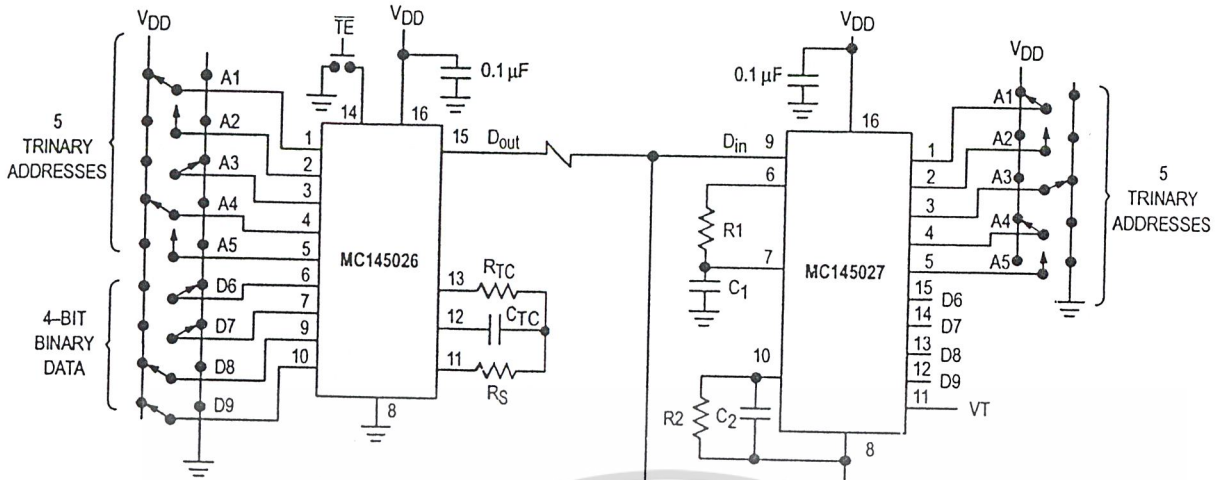 VDD
TE
VDD
0.1 µF
14
16
5
TRINARY
ADDRESSES
A1
A2
A3
A4
A5
4–BIT
BINARY
DATA
D6
D7
D8
D9
1
2
3
4
5
6
7
9
10
MC145026
15
Dout
13
RTC
12
CTC
11
RS
8
VDD
0.1 µF
16
Din
9
6
R1
7
C1
10
R2
C2
MC145027
8
1
2
3
4
5
15
D6
14
D7
13
D8
12
D9
11
VT
VDD
A1
A2
A3
A4
A5
5
TRINARY
ADDRESSES